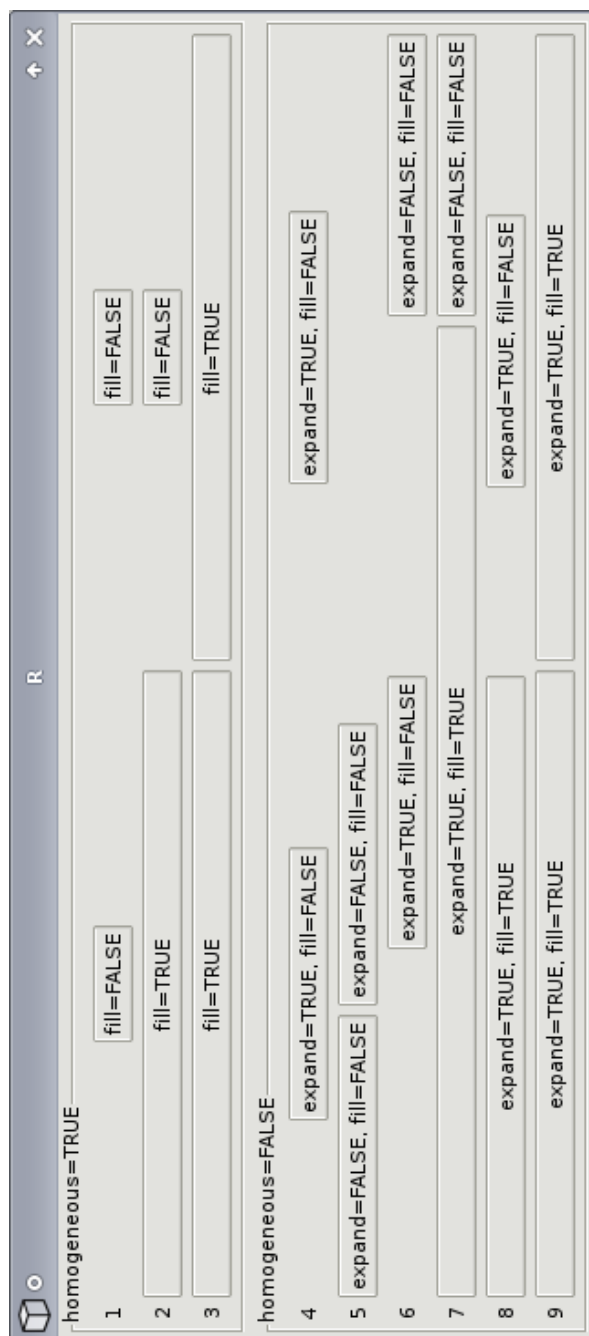 R
homogeneous=TRUE
1 fill=FALSE fill=FALSE
2 fill=TRUE fill=FALSE
3 fill=TRUE fill=TRUE
homogeneous=FALSE
4 expand=TRUE, fill=FALSE expand=TRUE, fill=FALSE
5 expand=FALSE, fill=FALSE expand=FALSE, fill=FALSE
6 expand=TRUE, fill=FALSE expand=FALSE, fill=FALSE
7 expand=TRUE, fill=TRUE expand=FALSE, fill=FALSE
8 expand=TRUE, fill=TRUE expand=TRUE, fill=FALSE
9 expand=TRUE, fill=TRUE expand=TRUE, fill=TRUE